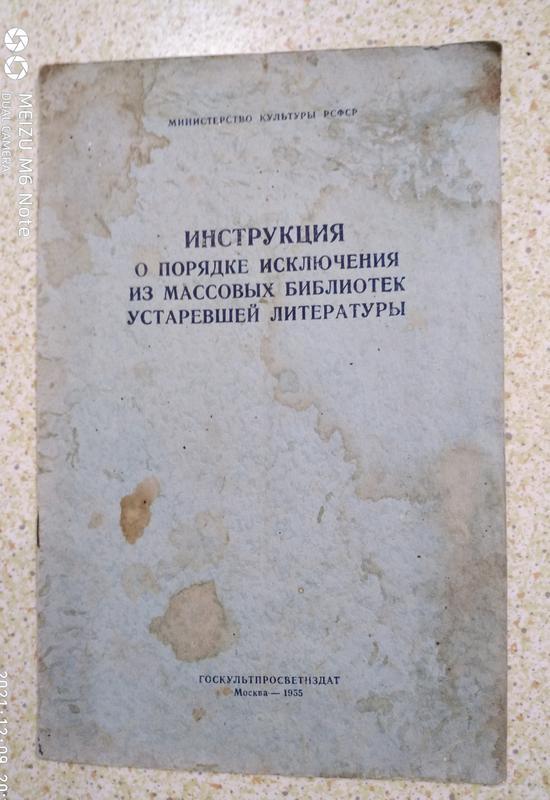 МИНИСТЕРСТВО КУЛЬТУРЫ РСФСР
ИНСТРУКЦИЯ
О ПОРЯДКЕ ИСКЛЮЧЕНИЯ
ИЗ МАССОВЫХ БИБЛИОТЕК
УСТАРЕВШЕЙ ЛИТЕРАТУРЫ
ГОСКУЛЬТПРОСВЕТИЗДАТ
Москва — 1955
MEIZU M6 Note
DUAL CAMERA